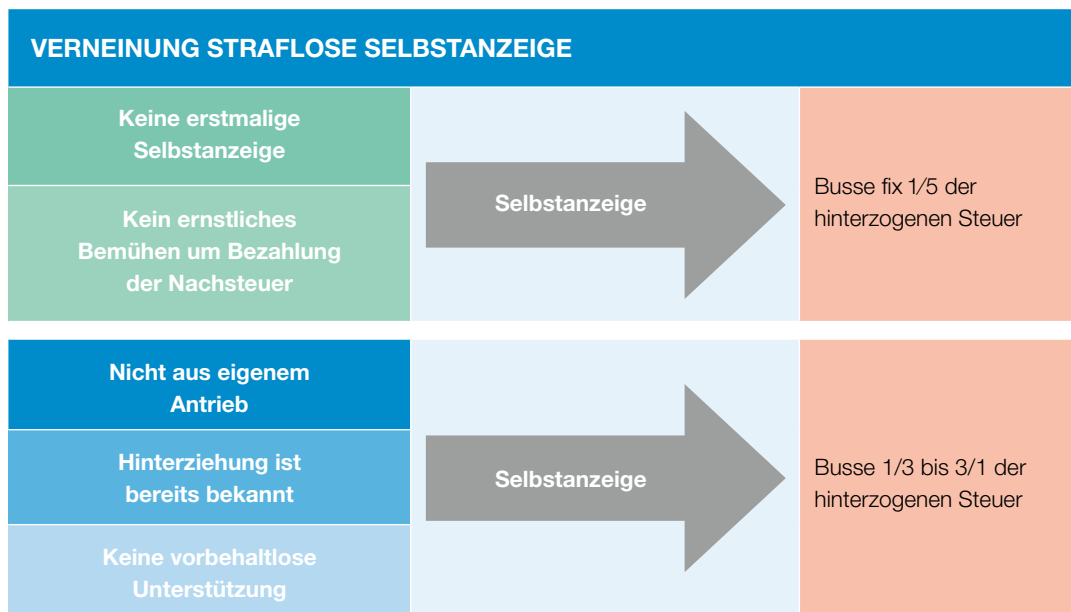 VERNEINUNG STRAFLOSE SELBSTANZEIGE
Keine erstmalige
Selbstanzeige
Kein ernstliches
Bemühen um Bezahlung
der Nachsteuer
Selbstanzeige
Busse fix 1/5 der
hinterzogenen Steuer
Nicht aus eigenem
Antrieb
Hinterziehung ist
bereits bekannt
Keine vorbehaltlose
Unterstützung
Selbstanzeige
Busse 1/3 bis 3/1 der
hinterzogenen Steuer